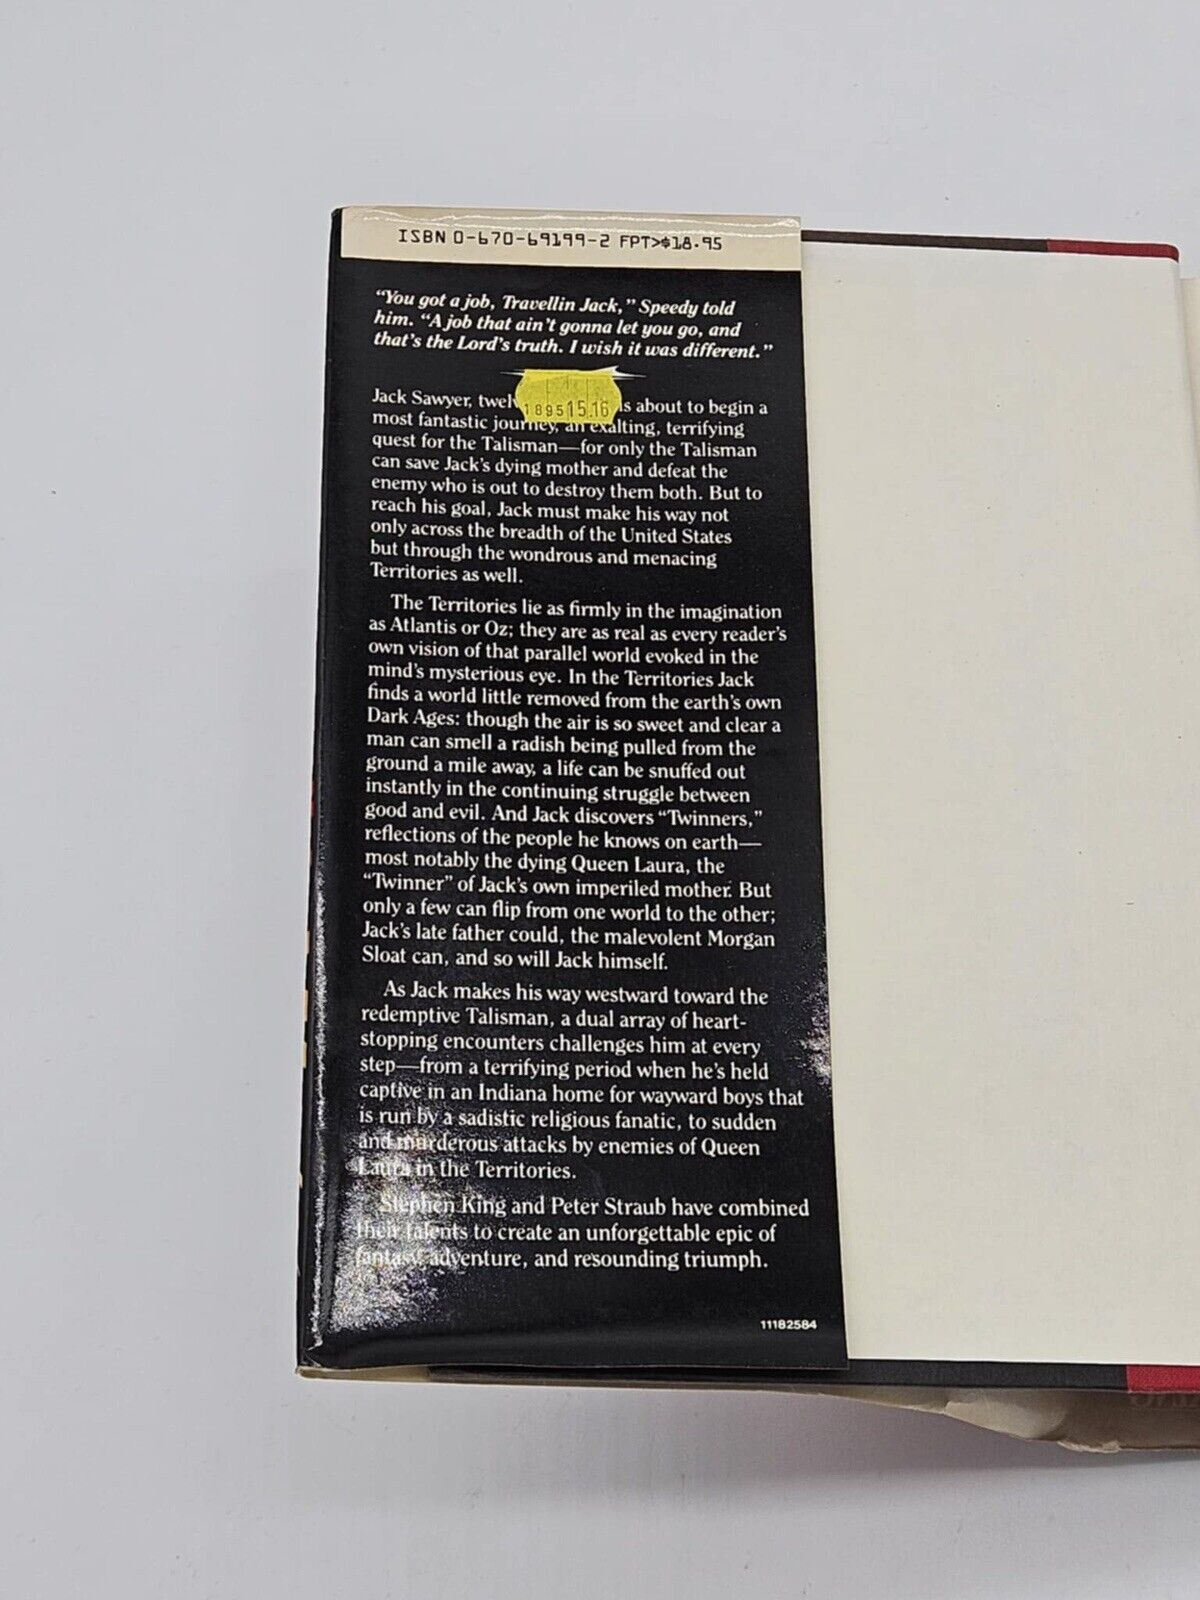 ISBN 0-670-69199-2 FPT>$18.95
“You got a job, Travellin Jack,” Speedy told
him. “A job that ain’t gonna let you go, and
that’s the Lord’s truth. I wish it was different.”
189515.16
Jack Sawyer, is about to begin a
most fantastic journey, an exalting, terrifying
quest for the Talisman—for only the Talisman
can save Jack’s dying mother and defeat the
enemy who is out to destroy them both. But to
reach his goal, Jack must make his way not
only across the breadth of the United States
but through the wondrous and menacing
Territories as well.
The Territories lie as firmly in the imagination
as Atlantis or Oz; they are as real as every reader’s
own vision of that parallel world evoked in the
mind’s mysterious eye. In the Territories Jack
finds a world little removed from the earth’s own
Dark Ages: though the air is so sweet and clear a
man can smell a radish being pulled from the
ground a mile away, a life can be snuffed out
instantly in the continuing struggle between
good and evil. And Jack discovers “Twinners,”
reflections of the people he knows on earth—
most notably the dying Queen Laura, the
“Twinner” of Jack’s own imperiled mother. But
only a few can flip from one world to the other;
Jack’s late father could, the malevolent Morgan
Sloat can, and so will Jack himself.
As Jack makes his way westward toward the
redemptive Talisman, a dual array of heart-
stopping encounters challenges him at every
step—from a terrifying period when he’s held
captive in an Indiana home for wayward boys that
is run by a sadistic religious fanatic, to sudden
and murderous attacks by enemies of Queen
Laura in the Territories.
Stephen King and Peter Straub have combined
their talents to create an unforgettable epic of
fantasy, adventure, and resounding triumph.
11182584